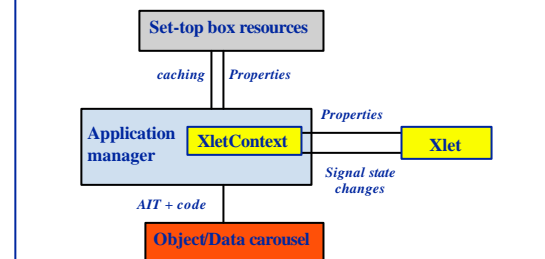 Set-top box resources
caching
Properties
Properties
Application
manager
XletContext
Xlet
Signal state
changes
AIT + code
Object/Data carousel